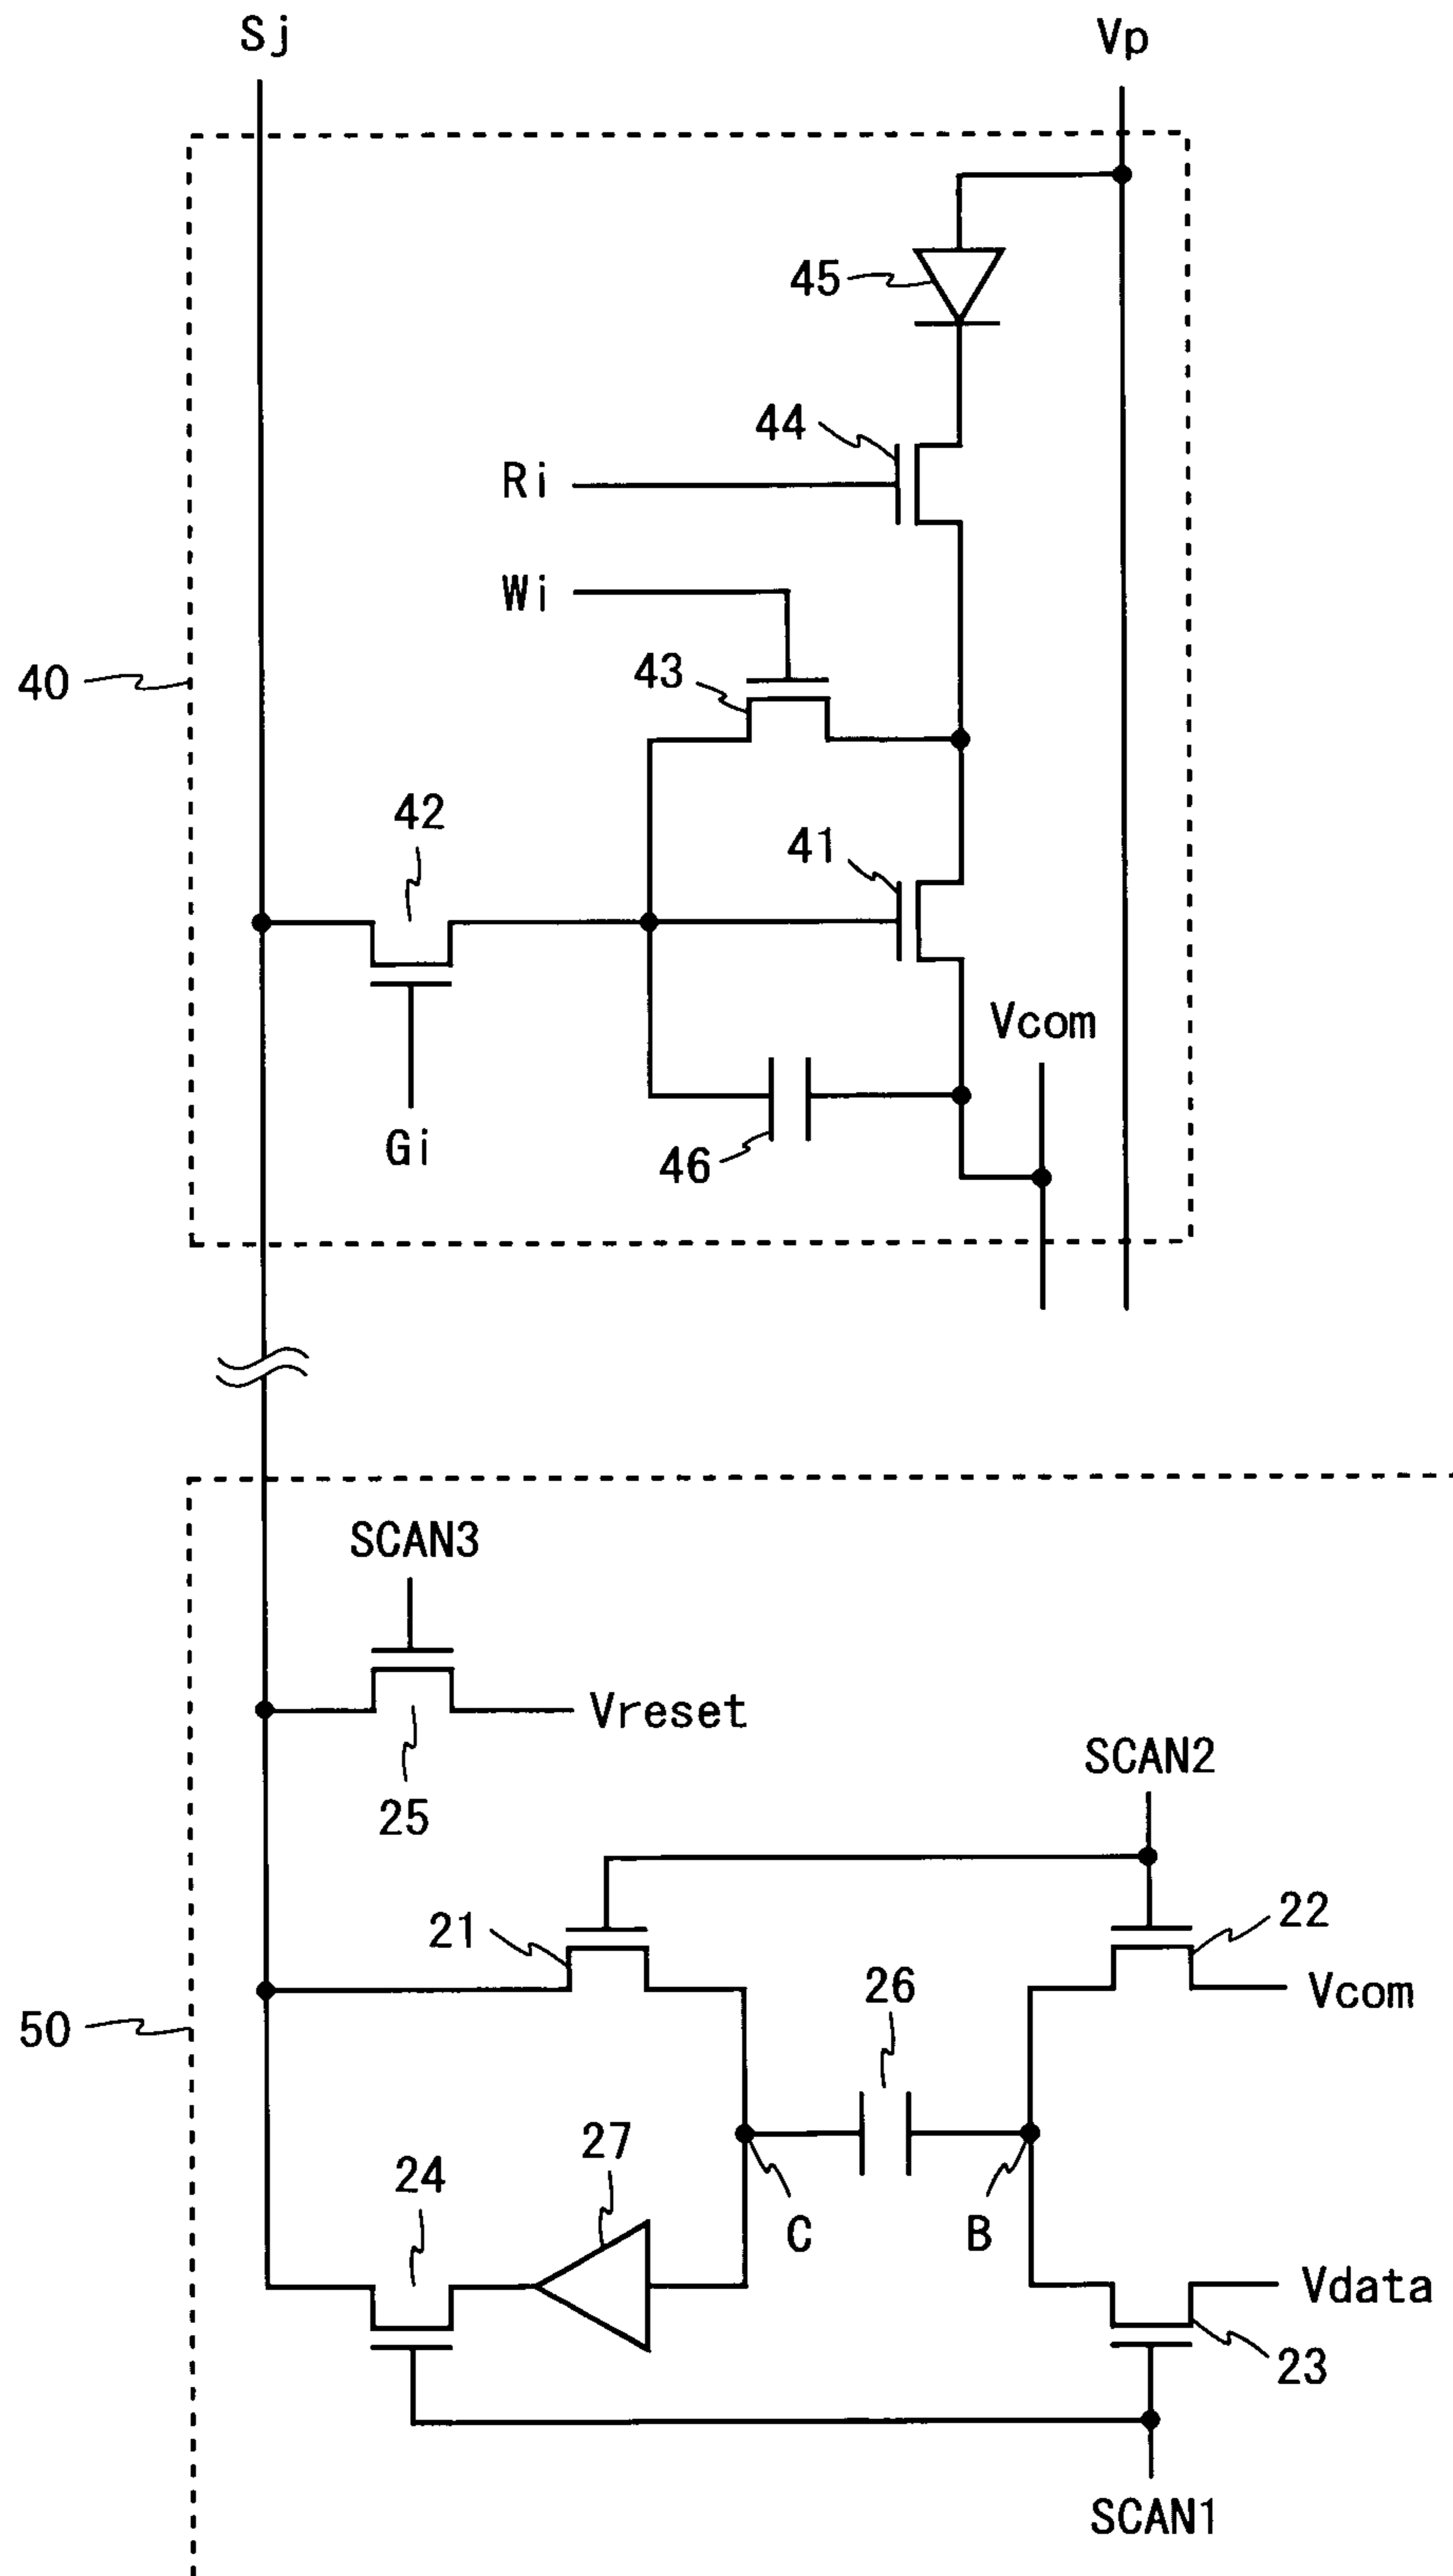 Sj Vp
45
44
Ri
Wi
43
40
42
41
Vcom
Gi
46
SCAN3
Vreset
25
SCAN2
21
22
26
Vcom
50
27
24
C
B
Vdata
23
SCAN1